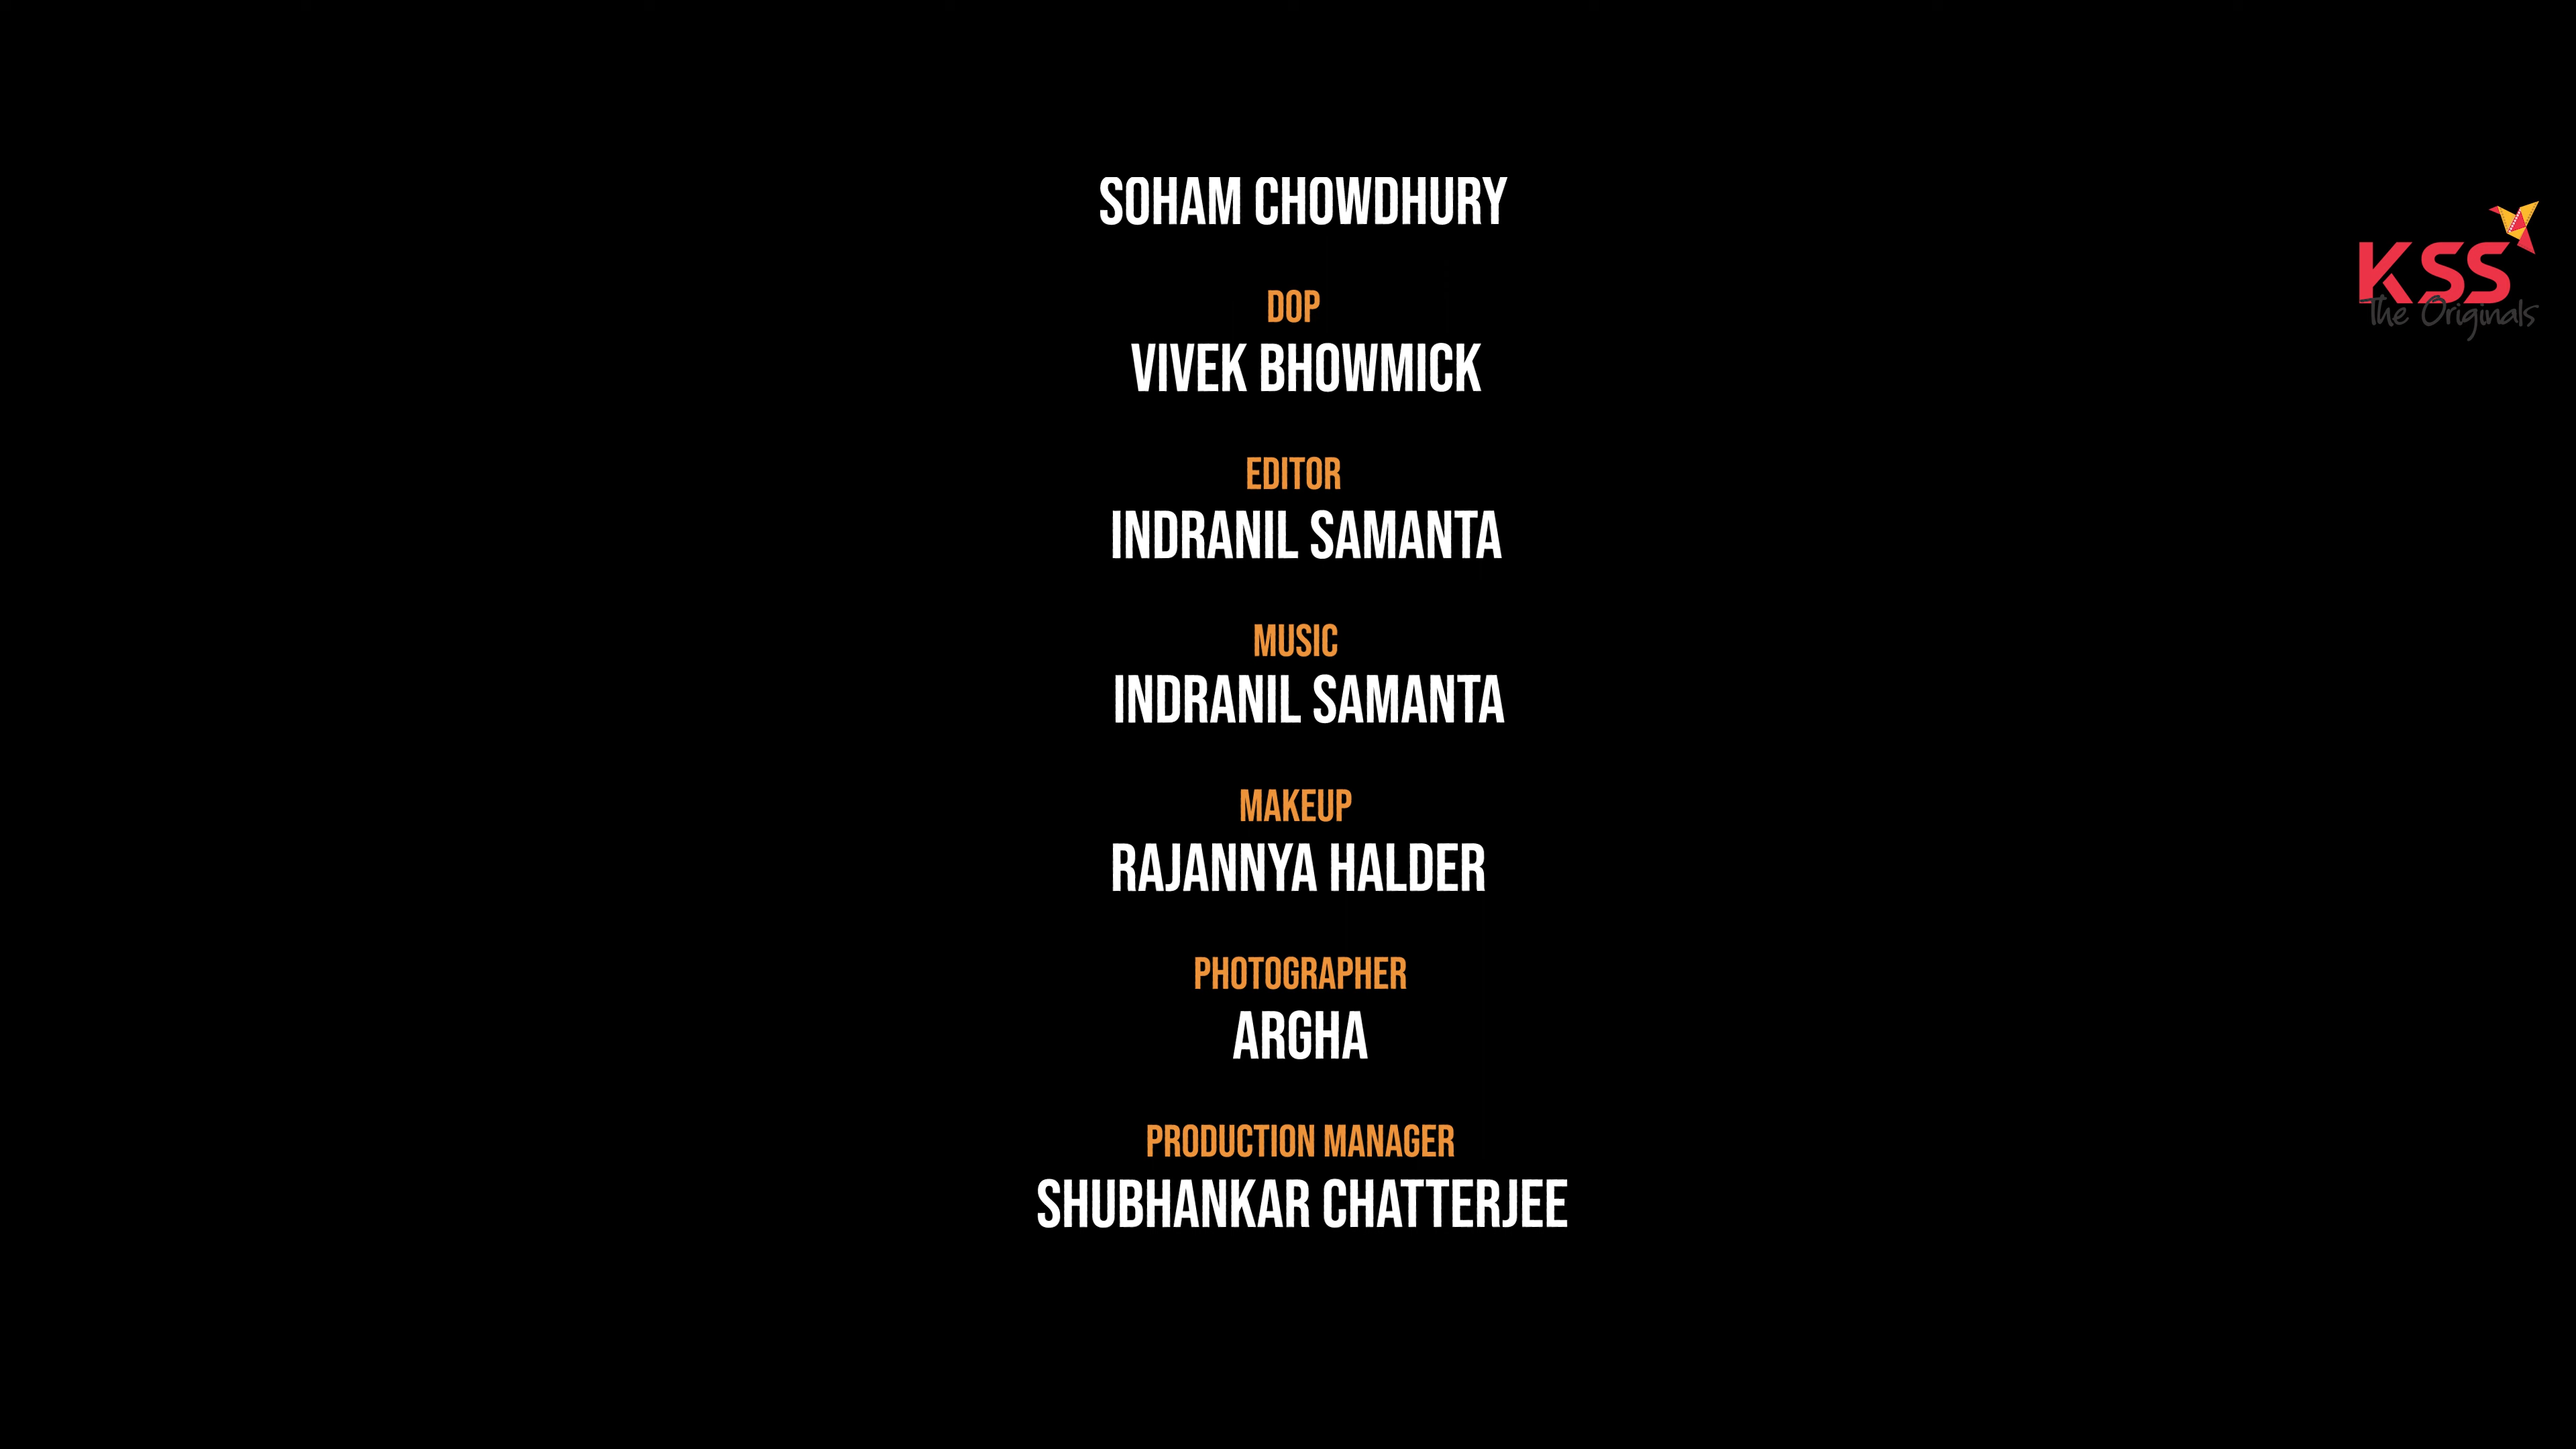 SOHAM CHOWDHURY
KSS
The Originals
DOP
VIVEK BHOWMICK
EDITOR
INDRANIL SAMANTA
MUSIC
INDRANIL SAMANTA
MAKEUP
RAJANNYA HALDER
PHOTOGRAPHER
ARGHA
PRODUCTION MANAGER
SHUBHANKAR CHATTERJEE